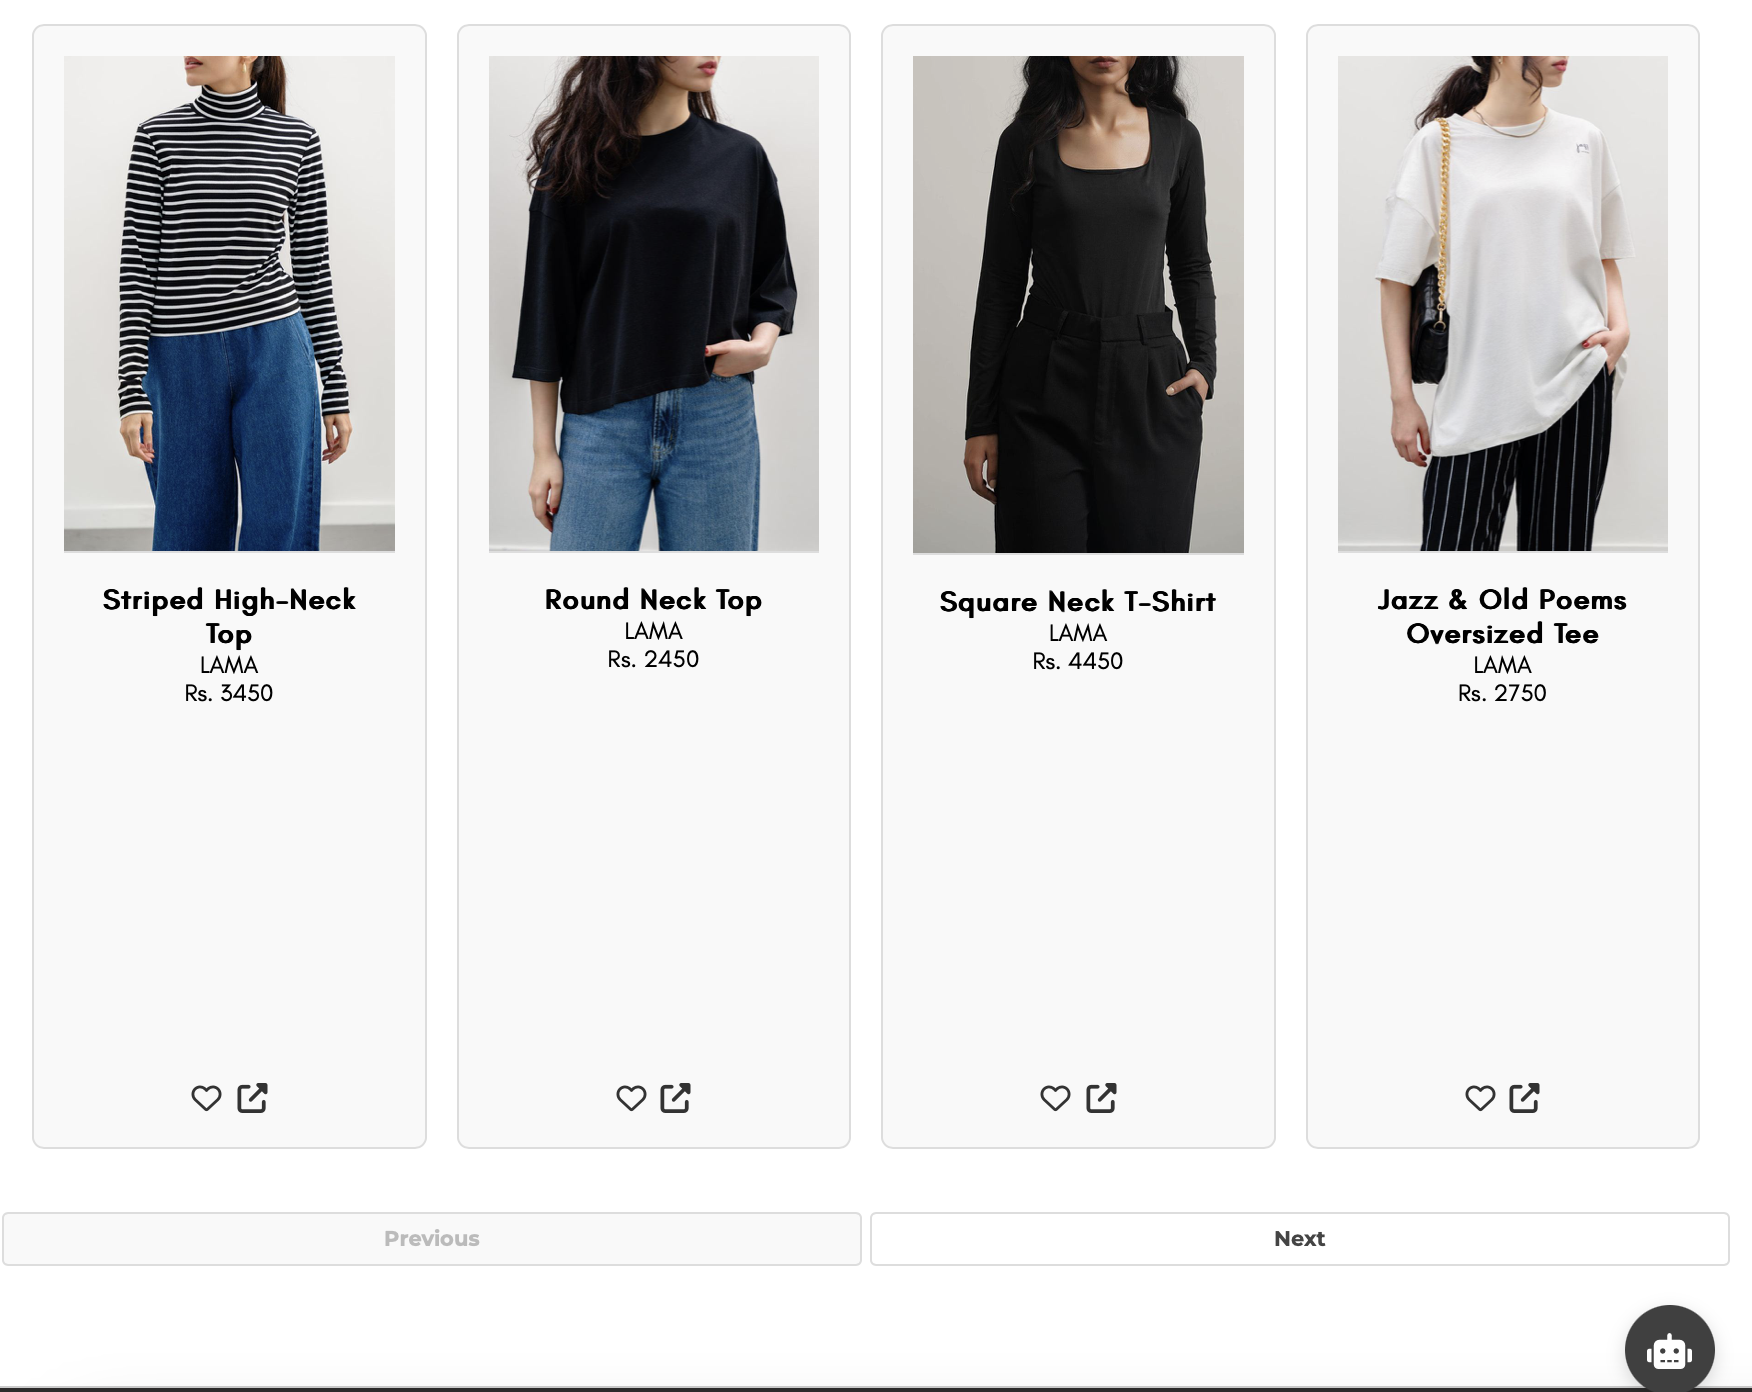 Striped High-Neck
Top
LAMA
Rs. 3450
Round Neck Top
LAMA
Rs. 2450
Square Neck T-Shirt
LAMA
Rs. 4450
Jazz & Old Poems
Oversized Tee
LAMA
Rs. 2750
Previous
Next